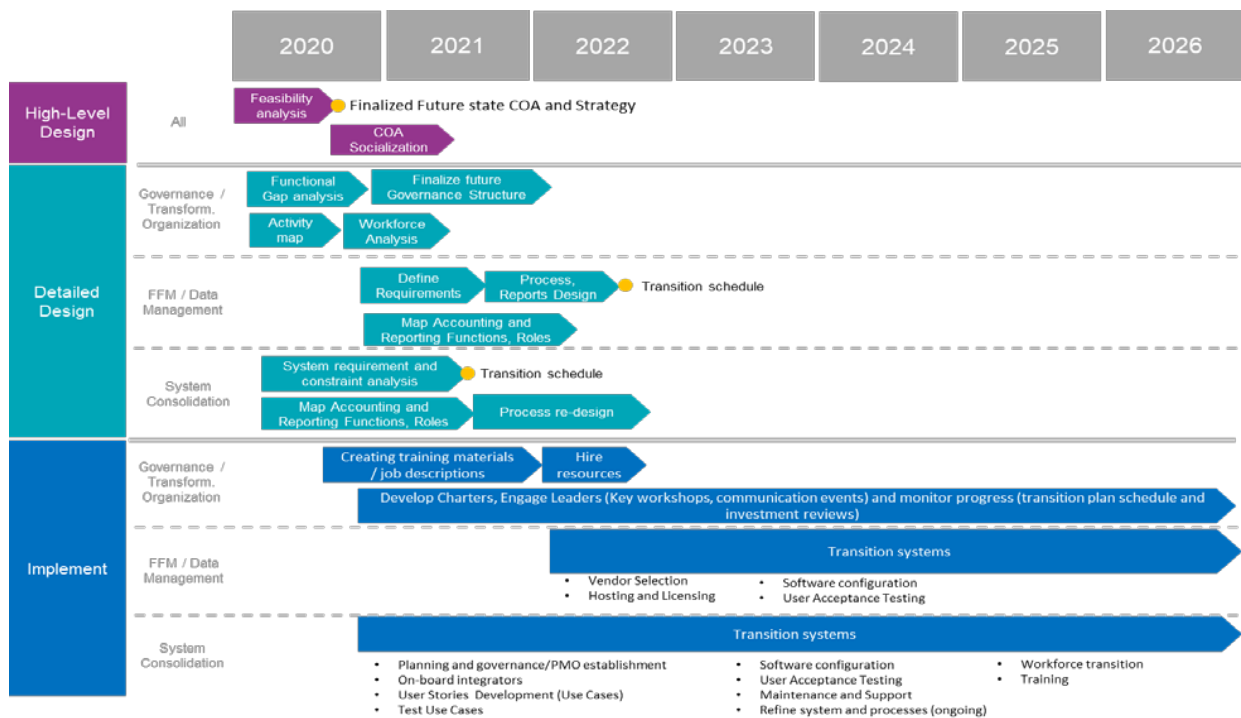 2020
2021
2022
2023
2024
2025
2026
High-Level
Design
All
Feasibility
analysis
Finalized Future state COA and Strategy
COA
Socialization
Detailed
Design
Governance /
Transform.
Organization
Functional
Gap analysis
Finalize future
Governance Structure
Activity
map
Workforce
Analysis
FFM / Data
Management
Define
Requirements
Process,
Reports Design
Transition schedule
Map Accounting and
Reporting Functions, Roles
System
Consolidation
System requirement and
constraint analysis
Transition schedule
Map Accounting and
Reporting Functions, Roles
Process re-design
Implement
Governance /
Transform.
Organization
Creating training materials
/ job descriptions
Hire
resources
Develop Charters, Engage Leaders (Key workshops, communication events) and monitor progress (transition plan schedule and
investment reviews)
FFM / Data
Management
Transition systems
• Vendor Selection
• Hosting and Licensing
• Software configuration
• User Acceptance Testing
System
Consolidation
Transition systems
• Planning and governance/PMO establishment
• On-board integrators
• User Stories Development (Use Cases)
• Test Use Cases
• Software configuration
• User Acceptance Testing
• Maintenance and Support
• Refine system and processes (ongoing)
• Workforce transition
• Training